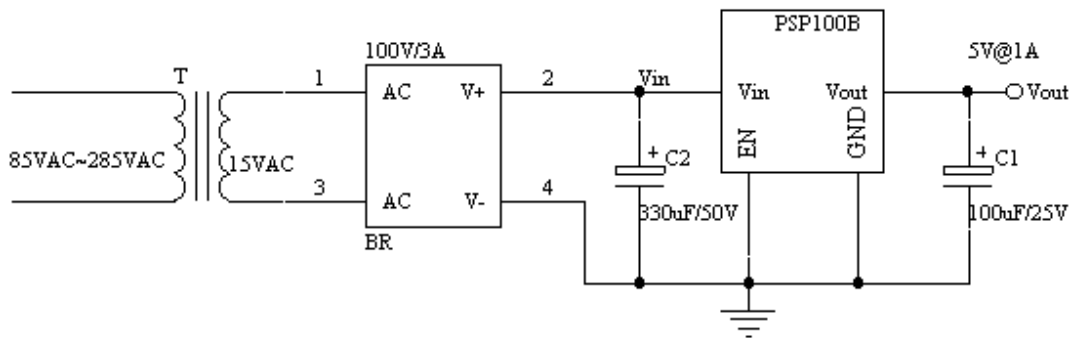 PSP100B
100V/3A
5V@1A
T
1
2
Vin
AC
V+
Vin
Vout
Vout
EN
GND
85VAC~285VAC
15VAC
C2
C1
3
4
AC
V-
330uF/50V
100uF/25V
BR